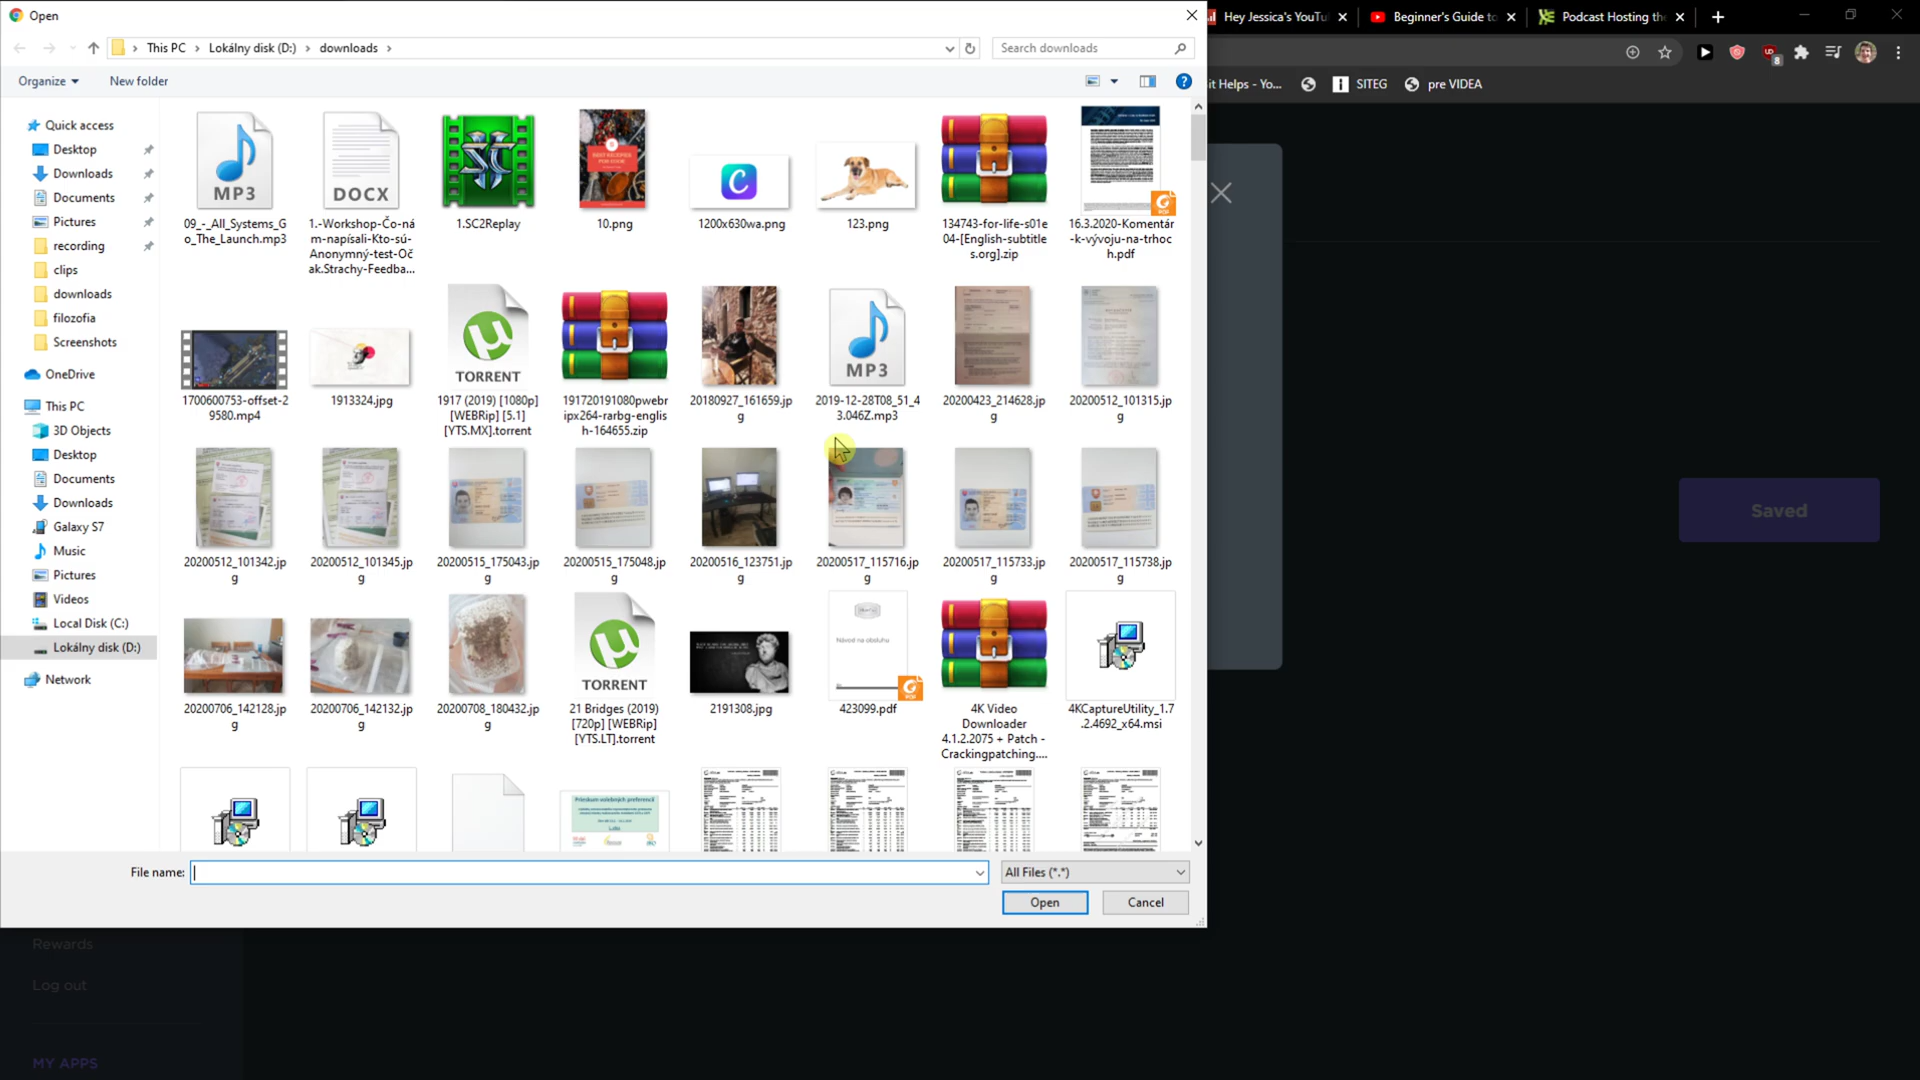 Open
Hey Jessica's YouTu
Beginner's Guide to
Podcast Hosting the
This PC
Lokálny disk (D:)
downloads
Search downloads
Organize
New folder
it Helps - Yo...
SITEG
pre VIDEA
Quick access
Desktop
Downloads
Documents
Pictures
recording
clips
downloads
filozofia
Screenshots
OneDrive
This PC
3D Objects
Desktop
Documents
Downloads
Galaxy S7
Music
Pictures
Videos
Local Disk (C:)
Lokálny disk (D:)
Network
MP3
09_-_All_Systems_G
o_The_Launch.mp3
DOCX
1.-Workshop-Čo-ná
m-napísali-Kto-sú-
Anonymný-test-Oč
ak.Strachy-Feedba...
1.SC2Replay
10.png
1200x630wa.png
123.png
134743-for-life-s01e
04-[English-subtitle
s.org].zip
16.3.2020-Komentár
-k-vývoju-na-trhoc
h.pdf
1700600753-offset-2
9580.mp4
1913324.jpg
TORRENT
1917 (2019) [1080p]
[WEBRip] [5.1]
[YTS.MX].torrent
191720191080pwebr
ipx264-rarbg-englis
h-164655.zip
20180927_161659.jp
g
MP3
2019-12-28T08_51_4
3.046Z.mp3
20200423_214628.jp
g
20200512_101315.jp
g
20200512_101342.jp
g
20200512_101345.jp
g
20200515_175043.jp
g
20200515_175048.jp
g
20200516_123751.jp
g
20200517_115716.jp
g
20200517_115733.jp
g
20200517_115738.jp
g
20200706_142128.jp
g
20200706_142132.jp
g
20200708_180432.jp
g
TORRENT
21 Bridges (2019)
[720p] [WEBRip]
[YTS.LT].torrent
2191308.jpg
Návod na obsluhu
423099.pdf
4K Video
Downloader
4.1.2.2075 + Patch -
Crackingpatching....
4KCaptureUtility_1.7
.2.4692_x64.msi
File name:
All Files (*.*)
Open
Cancel
Saved
Rewards
Log out
MY APPS